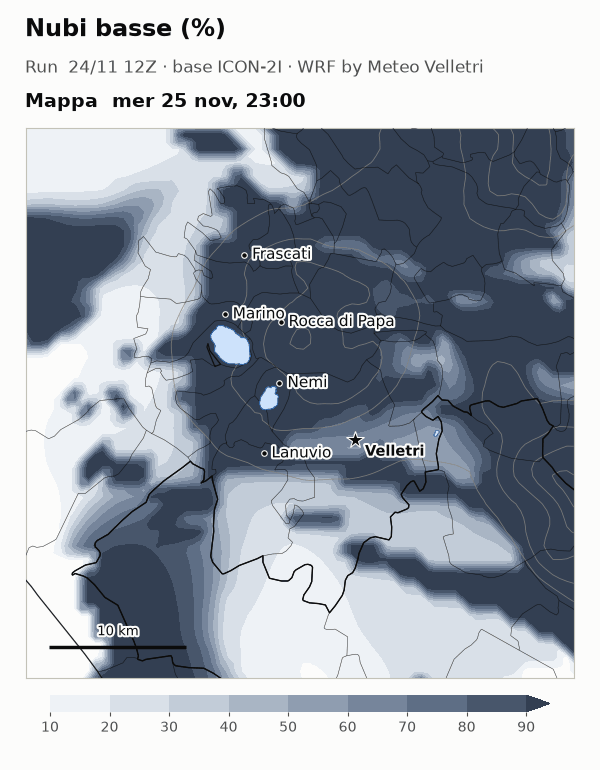 Nubi basse (%)
Run  24/11 12Z · base ICON-2I · WRF by Meteo Velletri
Mappa  mer 25 nov, 23:00
Frascati
Marino
Rocca di Papa
Nemi
Velletri
Lanuvio
10 km
10 20 30 40 50 60 70 80 90